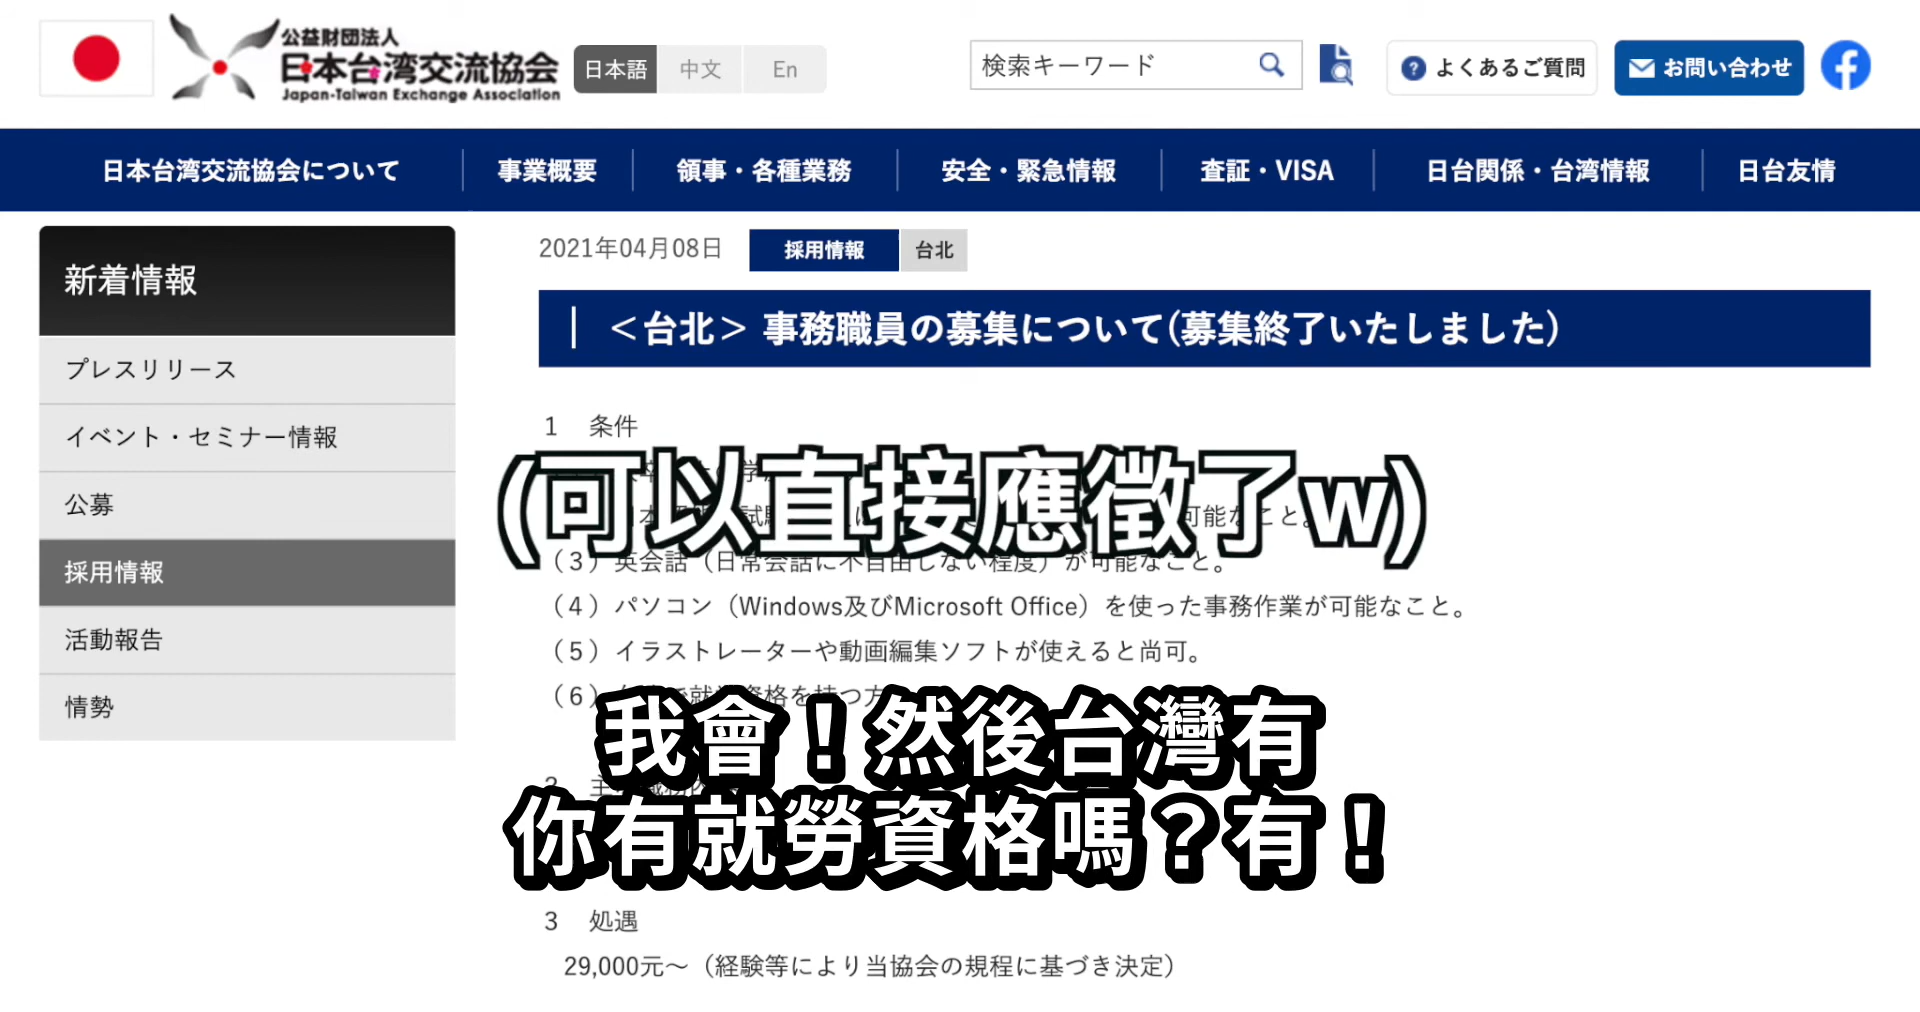 公益財団法人
日本台湾交流協会
Japan-Taiwan Exchange Association
日本語 中文 En
検索キーワード
よくあるご質問
お問い合わせ
日本台湾交流協会について 事業概要 領事・各種業務 安全・緊急情報 査証・VISA 日台関係・台湾情報 日台友情
新着情報
プレスリリース
イベント・セミナー情報
公募
採用情報
活動報告
情勢
2021年04月08日 採用情報 台北
＜台北＞ 事務職員の募集について(募集終了いたしました)
1 条件
(可以直接應徵了w)
可能なこと。
（3）英会話（日常会話に不自由しない程度）が可能なこと。
（4）パソコン（Windows及びMicrosoft Office）を使った事務作業が可能なこと。
（5）イラストレーターや動画編集ソフトが使えると尚可。
（6）
我會！然後台灣有
你有就勞資格嗎？有！
3 処遇
29,000元～（経験等により当協会の規程に基づき決定）